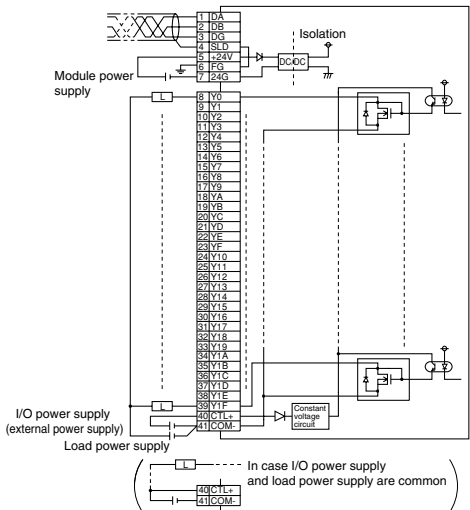 1 DA
2 DB
3 DG
4 SLD
5 +24V
6 FG
7 24G
Isolation
DC/DC
Module power
supply
L
8 Y0
9 Y1
10 Y2
11 Y3
12 Y4
13 Y5
14 Y6
15 Y7
16 Y8
17 Y9
18 YA
19 YB
20 YC
21 YD
22 YE
23 YF
24 Y10
25 Y11
26 Y12
27 Y13
28 Y14
29 Y15
30 Y16
31 Y17
32 Y18
33 Y19
34 Y1A
35 Y1B
36 Y1C
37 Y1D
38 Y1E
L
39 Y1F
40 CTL+
41 COM-
Constant
voltage
circuit
I/O power supply
(external power supply)
Load power supply
L
In case I/O power supply
and load power supply are common
40 CTL+
41 COM-